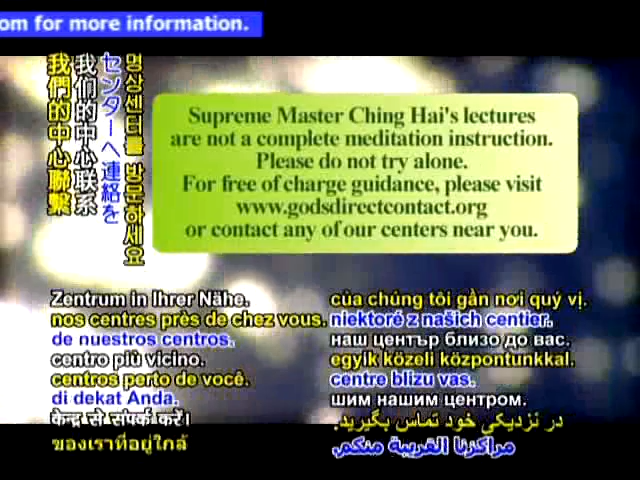 om for more information.
我們的中心聯繫
我们的中心联系
センターへ連絡を
명상센터를 방문하세요
Supreme Master Ching Hai's lectures
are not a complete meditation instruction.
Please do not try alone.
For free of charge guidance, please visit
www.godsdirectcontact.org
or contact any of our centers near you.
Zentrum in Ihrer Nähe.
nos centres près de chez vous.
de nuestros centros.
centro più vicino.
centros perto de você.
di dekat Anda.
केन्द्र से संपर्क करें।
ของเราที่อยู่ใกล้
của chúng tôi gần nơi quý vị.
niektoré z našich centier.
наш център близо до вас.
egyik közeli központunkkal.
centre blizu vas.
шим нашим центром.
در نزدیکی خود تماس بگیرید.
مراكزنا القريبة منكم.